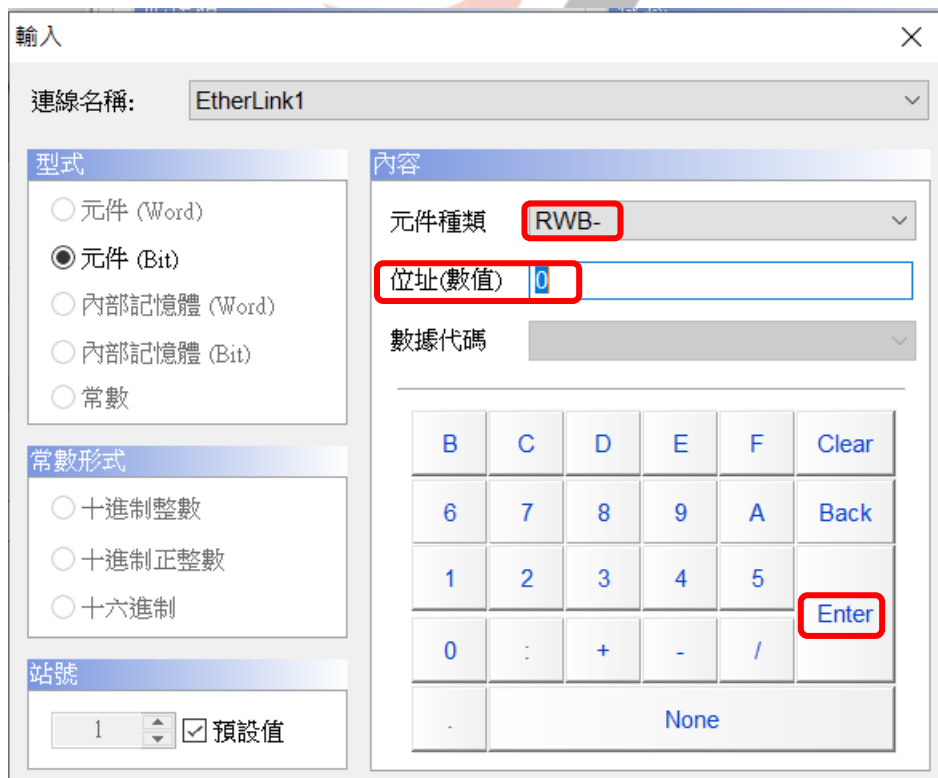 輸入
連線名稱: EtherLink1
型式
元件 (Word)
元件 (Bit)
內部記憶體 (Word)
內部記憶體 (Bit)
常數
常數形式
十進制整數
十進制正整數
十六進制
站號
1 預設值
內容
元件種類 RWB-
位址(數值) 0
數據代碼
B C D E F Clear
6 7 8 9 A Back
1 2 3 4 5
Enter
0 : + - /
. None